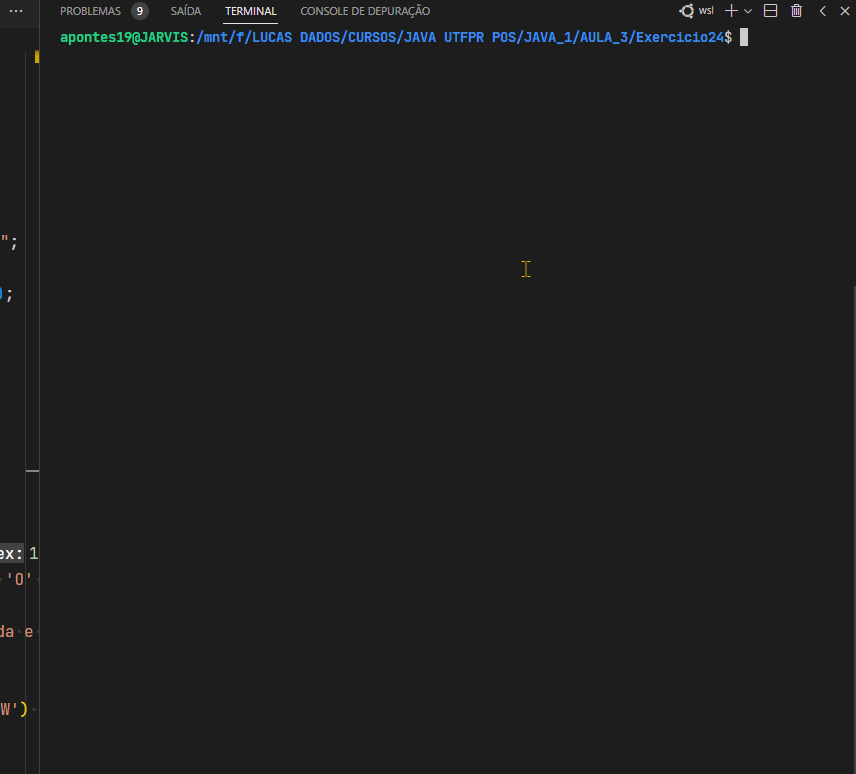 ··· PROBLEMAS 9 SAÍDA TERMINAL CONSOLE DE DEPURAÇÃO wsl
apontes19@JARVIS:/mnt/f/LUCAS DADOS/CURSOS/JAVA UTFPR POS/JAVA_1/AULA_3/Exercicio24$
";
);
ex: 1
'O'
da e
W')